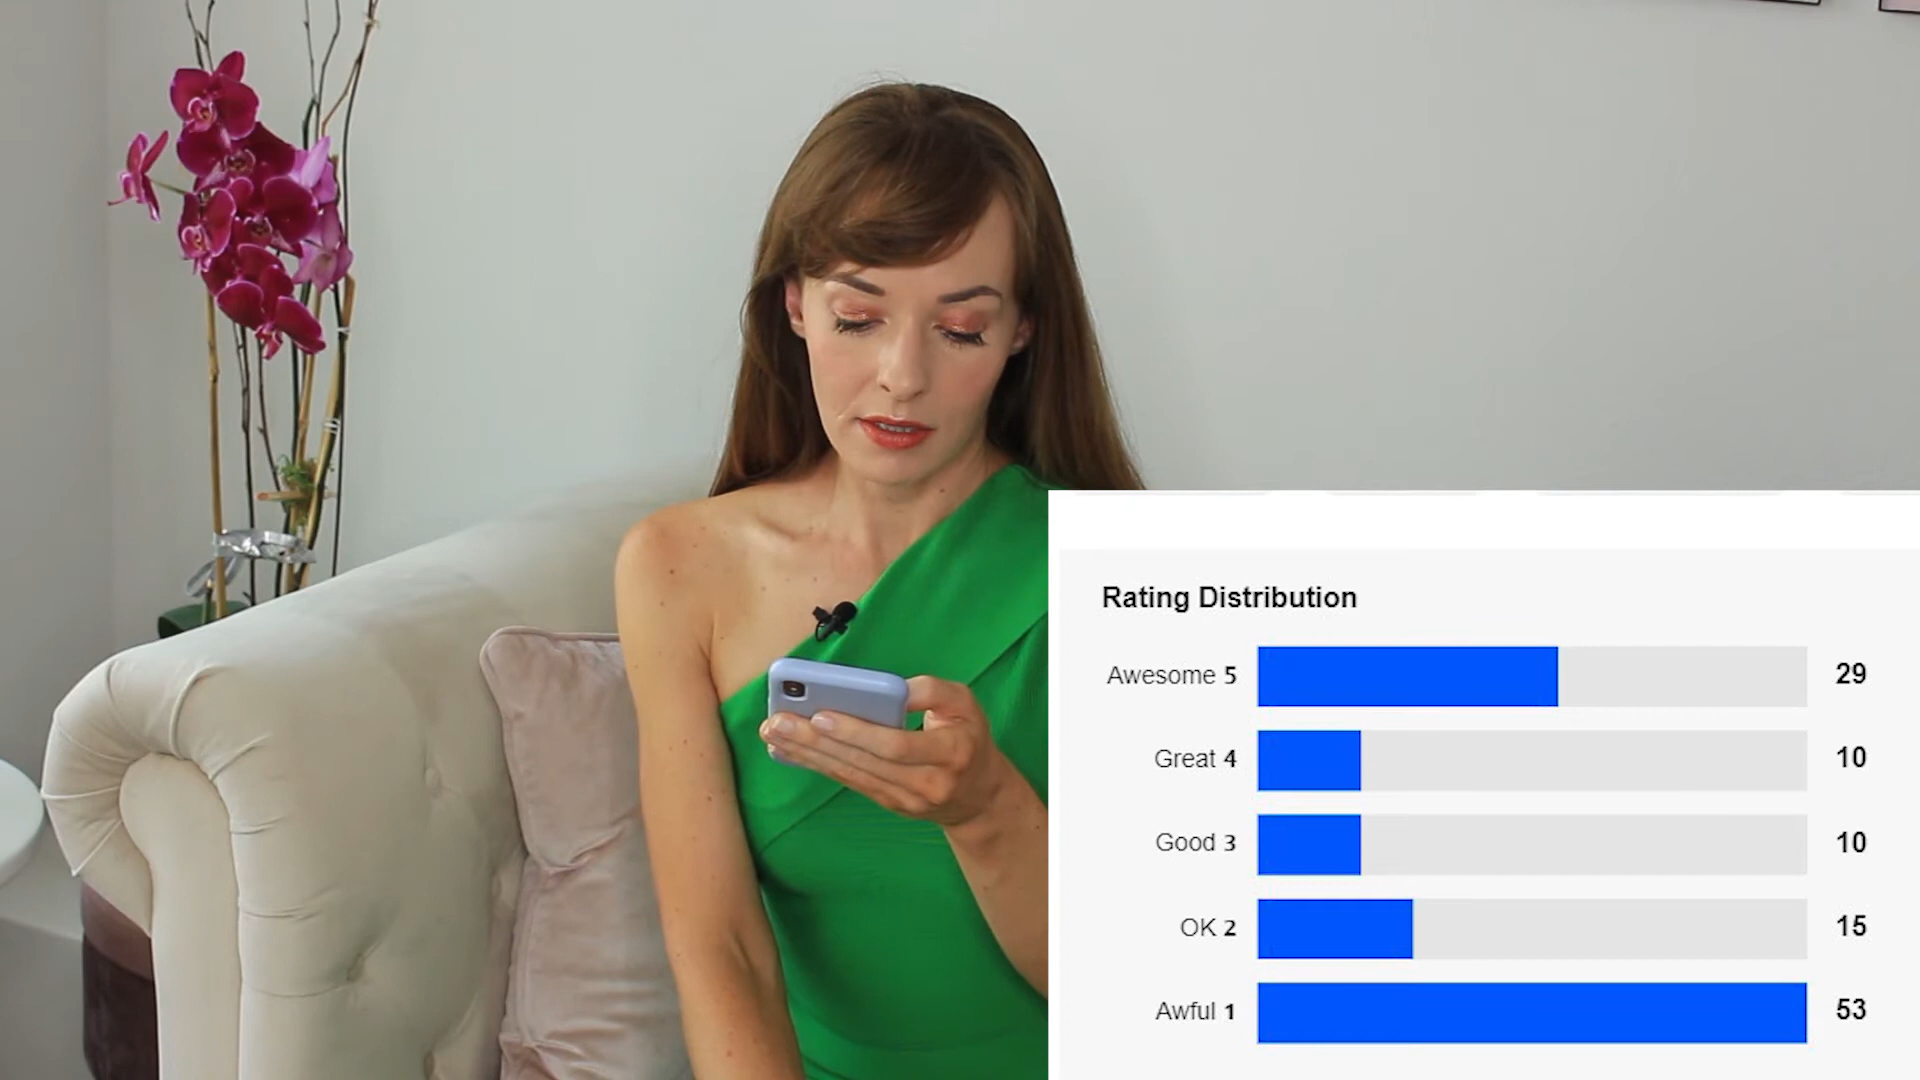 Rating Distribution
Awesome 5 29
Great 4 10
Good 3 10
OK 2 15
Awful 1 53